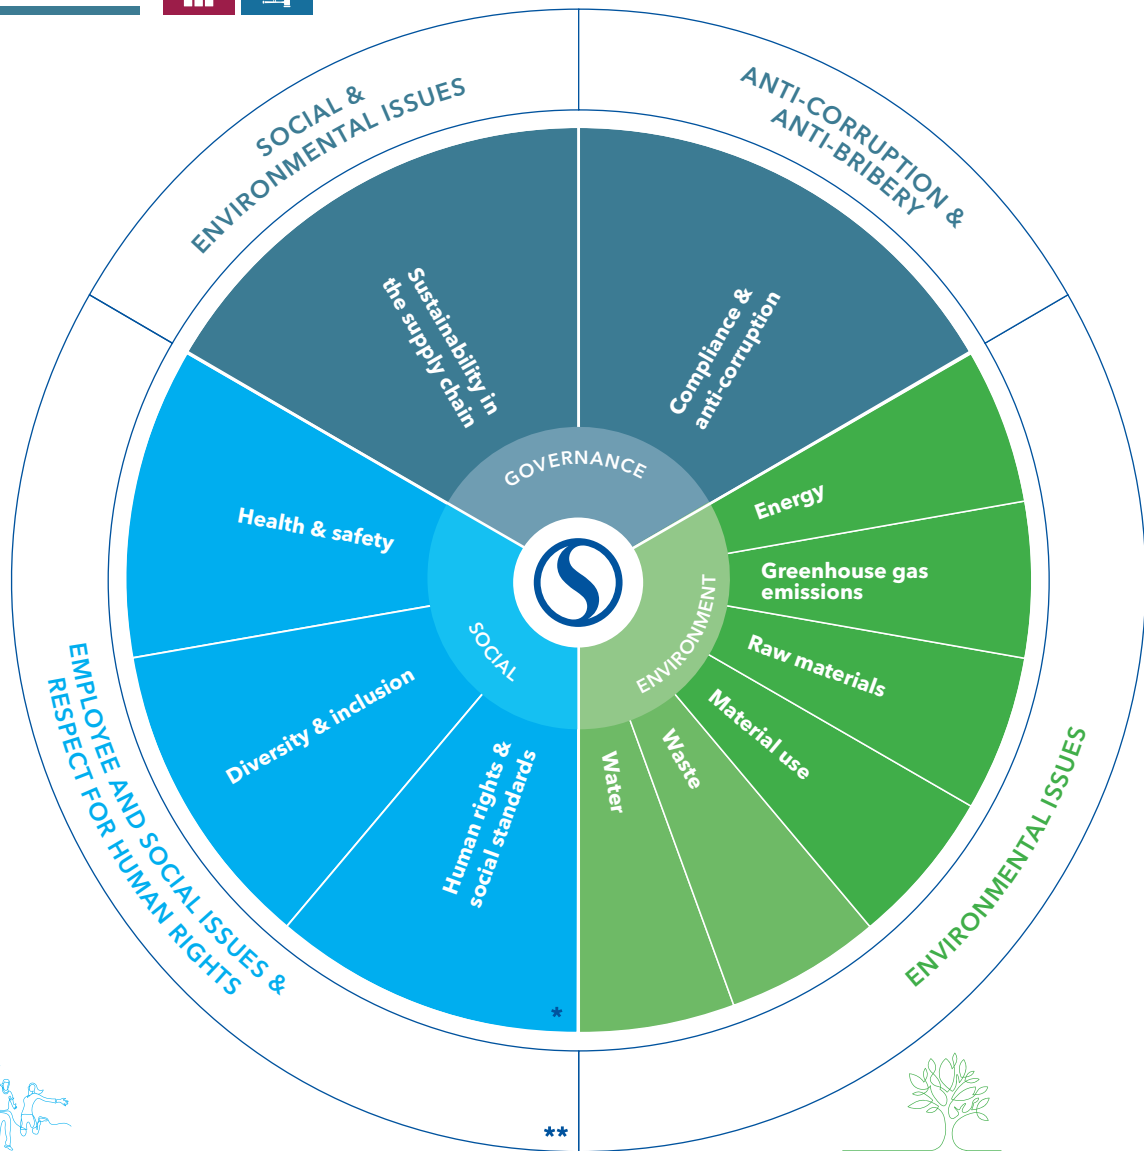 SOCIAL &
ENVIRONMENTAL ISSUES
ANTI-CORRUPTION &
ANTI-BRIBERY
Sustainability in
the supply chain
Compliance &
anti-corruption
GOVERNANCE
Health & safety
Diversity & inclusion
Human rights &
social standards
SOCIAL
Energy
Greenhouse gas
emissions
Raw materials
Material use
Waste
Water
ENVIRONMENT
EMPLOYEE AND SOCIAL ISSUES &
RESPECT FOR HUMAN RIGHTS
ENVIRONMENTAL ISSUES
*
**